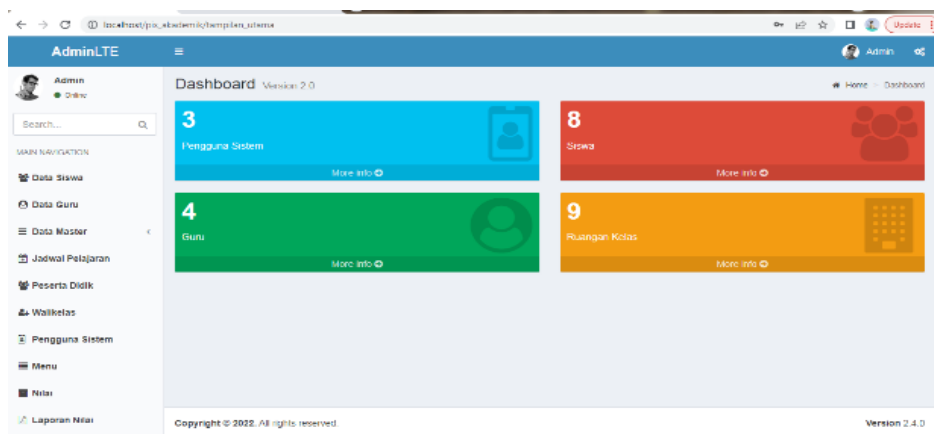 localhost/pix_akademik/tampilan_utama
Update
AdminLTE
Admin
Admin
Online
Search...
MAIN NAVIGATION
Data Siswa
Data Guru
Data Master
Jadwal Pelajaran
Peserta Didik
Walikelas
Pengguna Sistem
Menu
Nilai
Laporan Nilai
Dashboard Version 2.0
Home > Dashboard
3
Pengguna Sistem
More info
8
Siswa
More info
4
Guru
More info
9
Ruangan Kelas
More info
Copyright © 2022. All rights reserved.
Version 2.4.0